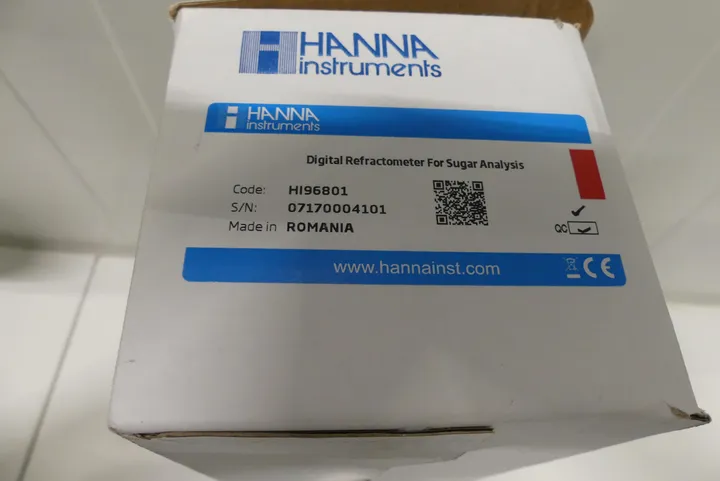 HANNA
instruments
HANNA
instruments
Digital Refractometer For Sugar Analysis
Code: HI96801
S/N: 07170004101
Made in ROMANIA
QC
www.hannainst.com
CE